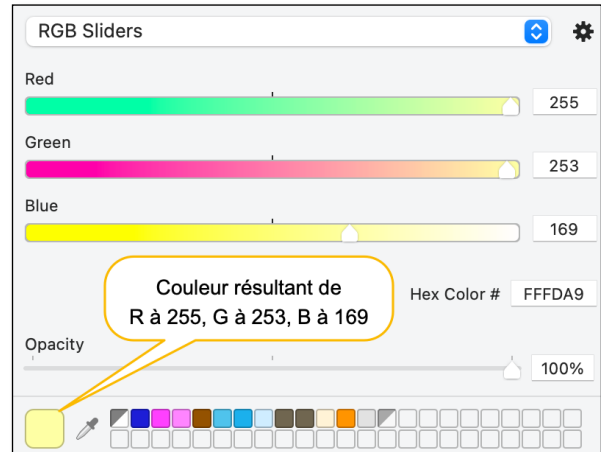 RGB Sliders
Red
255
Green
253
Blue
169
Couleur résultant de
R à 255, G à 253, B à 169
Hex Color # FFFDA9
Opacity
100%